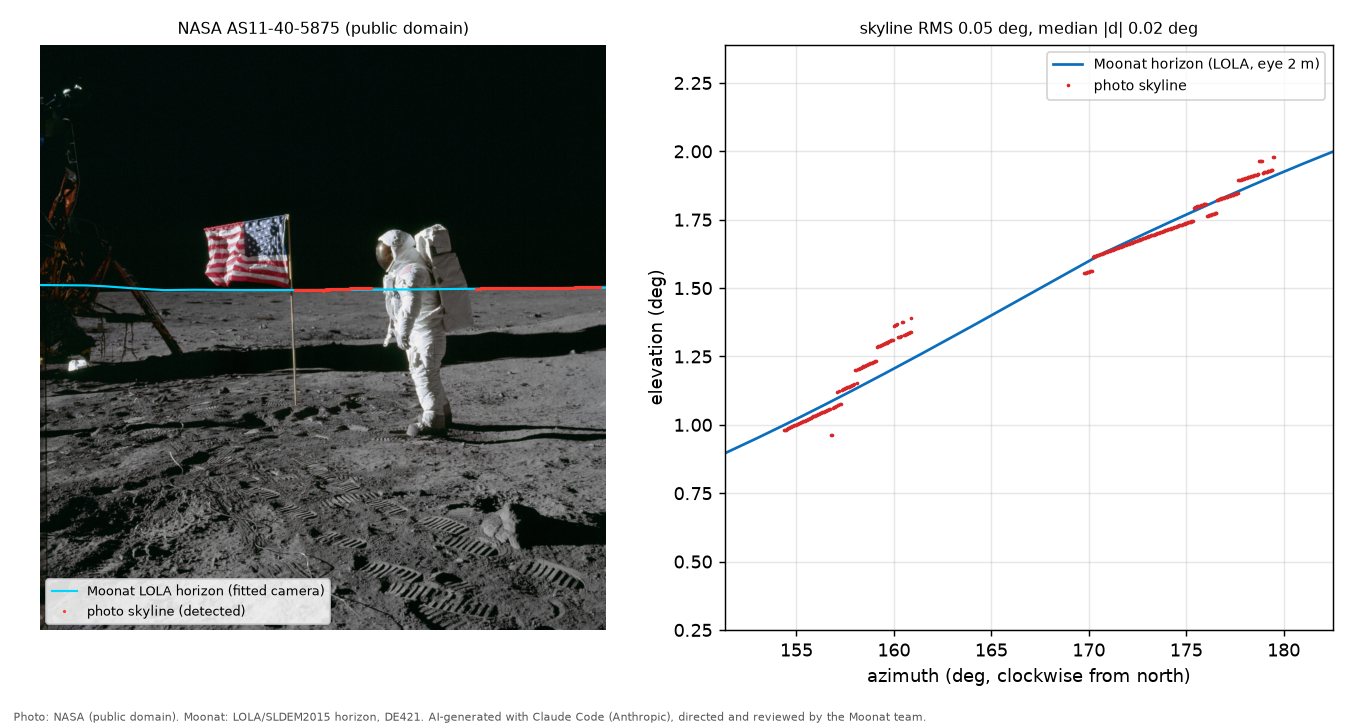 NASA AS11-40-5875 (public domain)
Moonat LOLA horizon (fitted camera)
photo skyline (detected)
skyline RMS 0.05 deg, median |d| 0.02 deg
Moonat horizon (LOLA, eye 2 m)
photo skyline
2.25
2.00
1.75
1.50
1.25
1.00
0.75
0.50
0.25
elevation (deg)
155 160 165 170 175 180
azimuth (deg, clockwise from north)
Photo: NASA (public domain). Moonat: LOLA/SLDEM2015 horizon, DE421. AI-generated with Claude Code (Anthropic), directed and reviewed by the Moonat team.